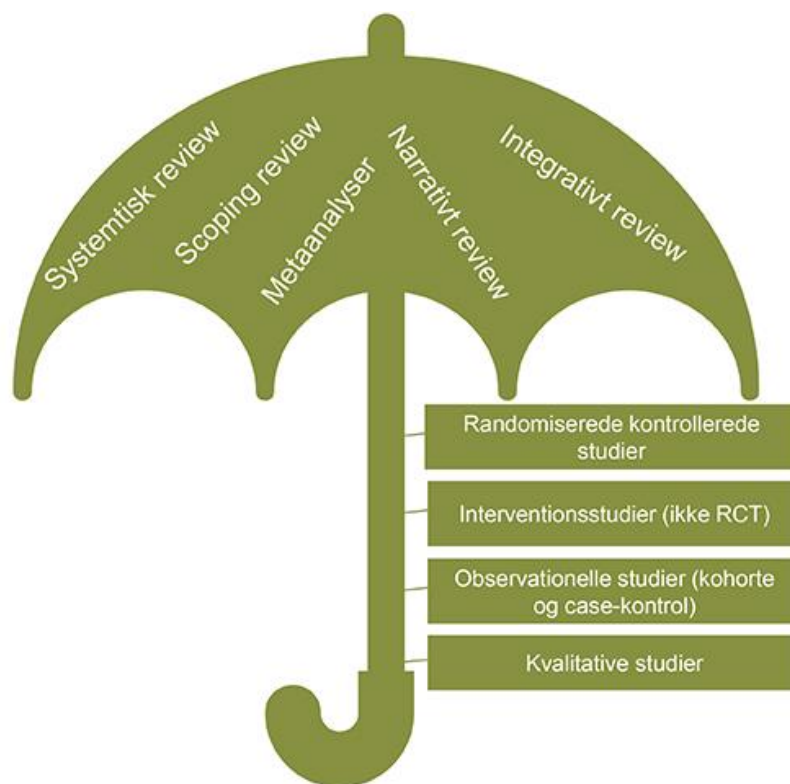 Systemtisk review
Scoping review
Metaanalyser
Narrativt review
Integrativt review
Randomiserede kontrollerede
studier
Interventionsstudier (ikke RCT)
Observationelle studier (kohorte
og case-kontrol)
Kvalitative studier